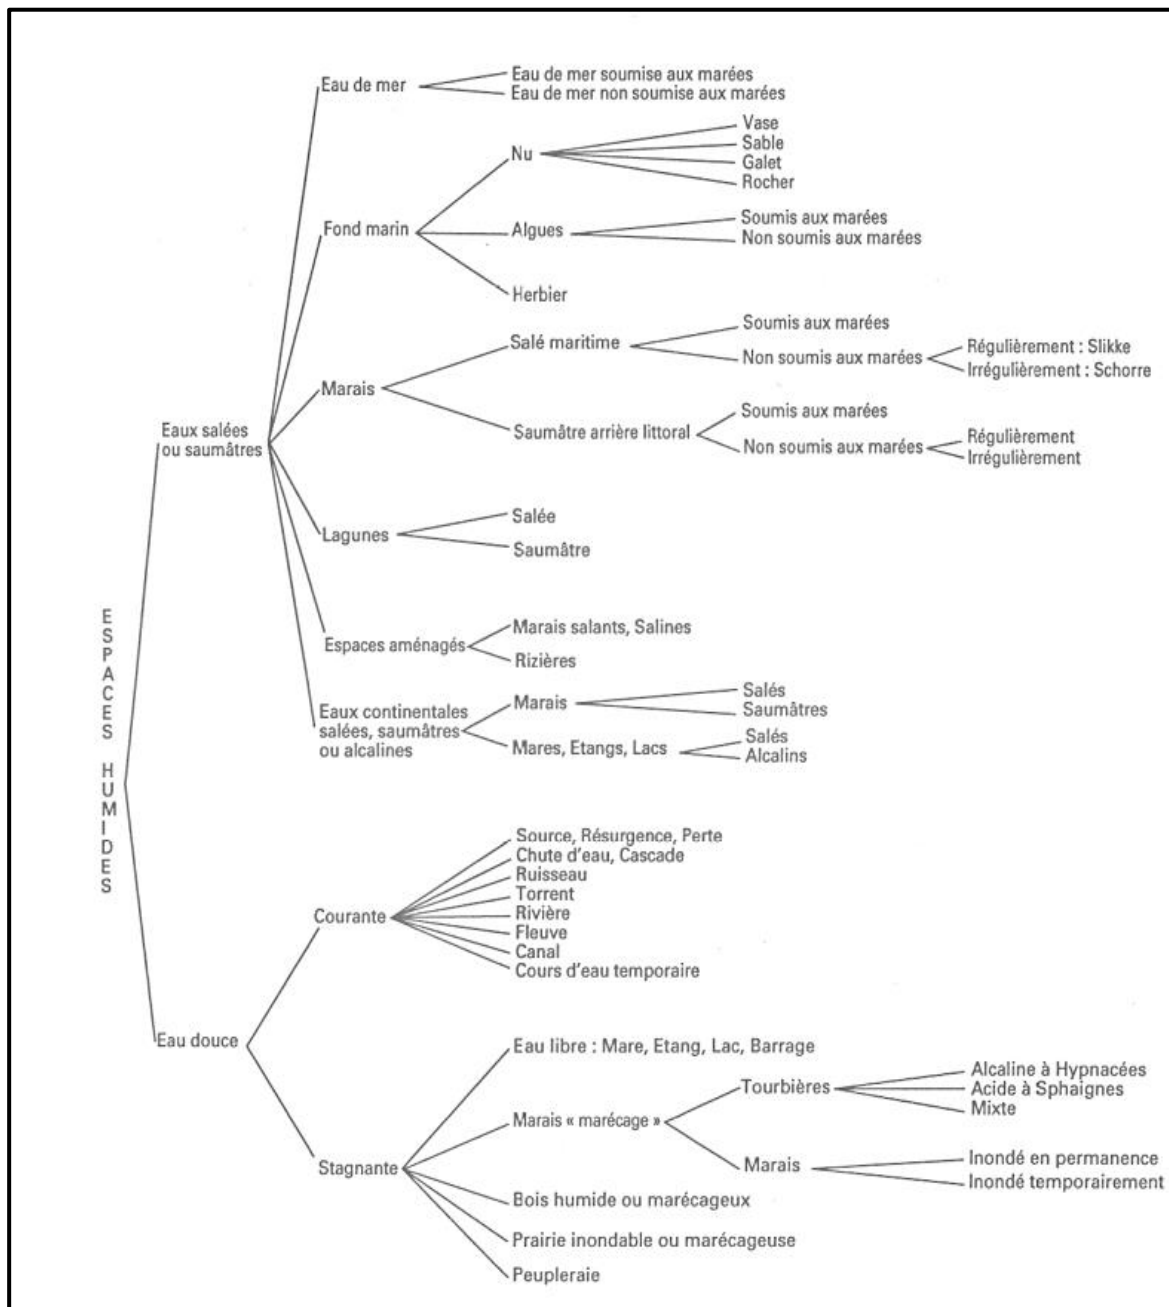 ESPACES HUMIDES
Eaux salées
ou saumâtres
Eau de mer
Eau de mer soumise aux marées
Eau de mer non soumise aux marées
Fond marin
Nu
Vase
Sable
Galet
Rocher
Algues
Soumis aux marées
Non soumis aux marées
Herbier
Marais
Salé maritime
Soumis aux marées
Non soumis aux marées
Régulièrement : Slikke
Irrégulièrement : Schorre
Saumâtre arrière littoral
Soumis aux marées
Non soumis aux marées
Régulièrement
Irrégulièrement
Lagunes
Salée
Saumâtre
Espaces aménagés
Marais salants, Salines
Rizières
Eaux continentales
salées, saumâtres
ou alcalines
Marais
Salés
Saumâtres
Mares, Etangs, Lacs
Salés
Alcalins
Eau douce
Courante
Source, Résurgence, Perte
Chute d'eau, Cascade
Ruisseau
Torrent
Rivière
Fleuve
Canal
Cours d'eau temporaire
Stagnante
Eau libre : Mare, Etang, Lac, Barrage
Marais « marécage »
Tourbières
Alcaline à Hypnacées
Acide à Sphaignes
Mixte
Marais
Inondé en permanence
Inondé temporairement
Bois humide ou marécageux
Prairie inondable ou marécageuse
Peupleraie